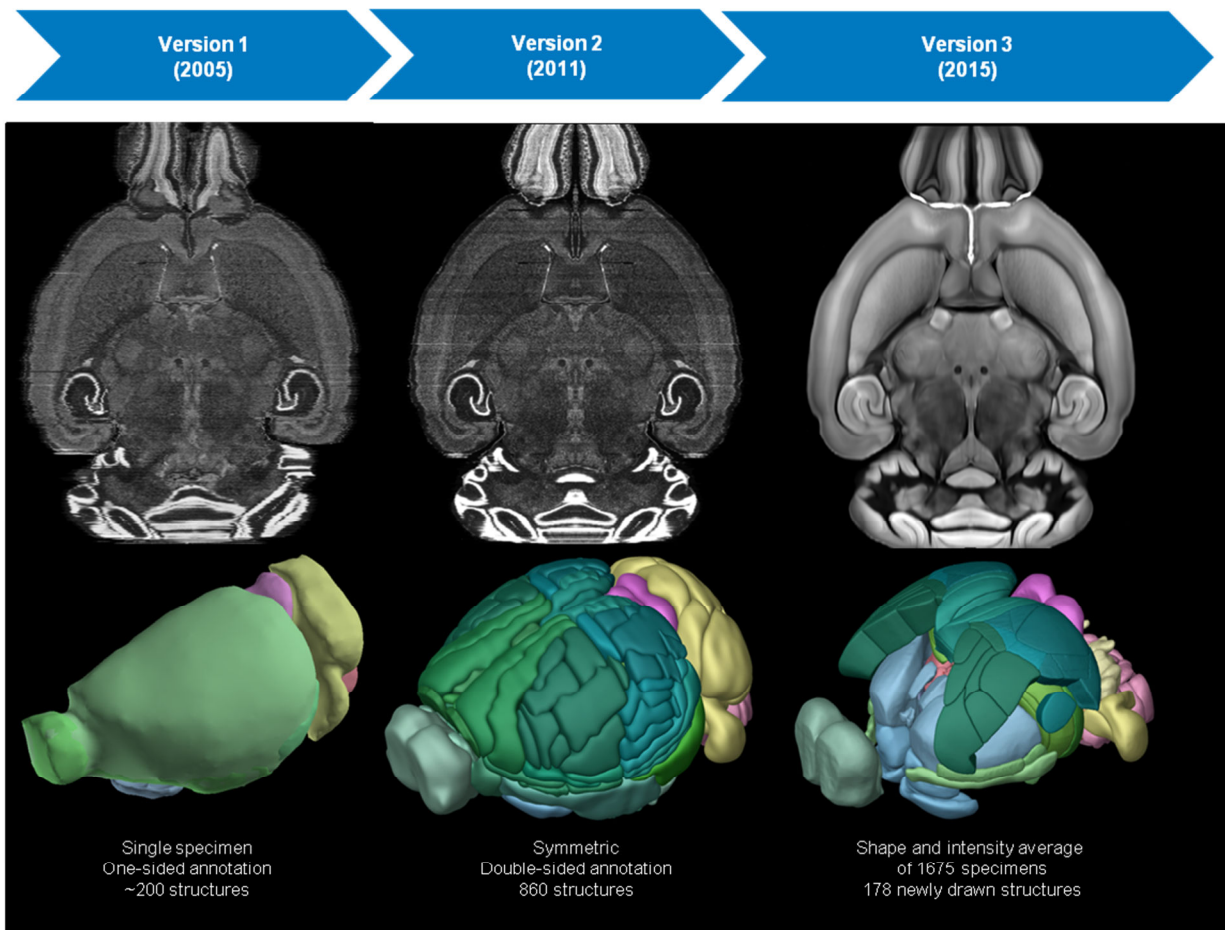 Version 1
(2005)
Version 2
(2011)
Version 3
(2015)
Single specimen
One-sided annotation
~200 structures
Symmetric
Double-sided annotation
860 structures
Shape and intensity average
of 1675 specimens
178 newly drawn structures